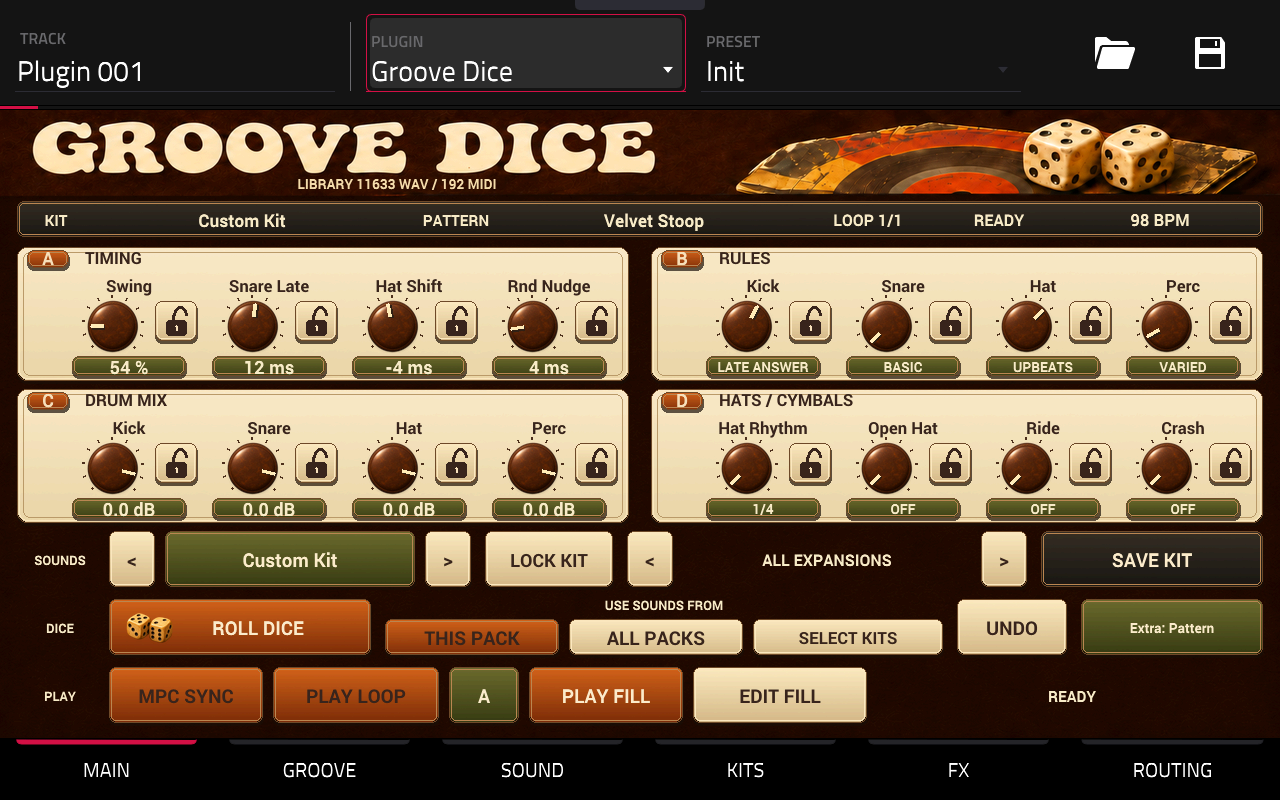 TRACK
Plugin 001
PLUGIN
Groove Dice
PRESET
Init
GROOVE DICE
LIBRARY 11633 WAV / 192 MIDI
KIT Custom Kit PATTERN Velvet Stoop LOOP 1/1 READY 98 BPM
A TIMING
Swing Snare Late Hat Shift Rnd Nudge
54 % 12 ms -4 ms 4 ms
B RULES
Kick Snare Hat Perc
LATE ANSWER BASIC UPBEATS VARIED
C DRUM MIX
Kick Snare Hat Perc
0.0 dB 0.0 dB 0.0 dB 0.0 dB
D HATS / CYMBALS
Hat Rhythm Open Hat Ride Crash
1/4 OFF OFF OFF
SOUNDS < Custom Kit > LOCK KIT < ALL EXPANSIONS > SAVE KIT
USE SOUNDS FROM
DICE ROLL DICE THIS PACK ALL PACKS SELECT KITS UNDO Extra: Pattern
PLAY MPC SYNC PLAY LOOP A PLAY FILL EDIT FILL READY
MAIN GROOVE SOUND KITS FX ROUTING